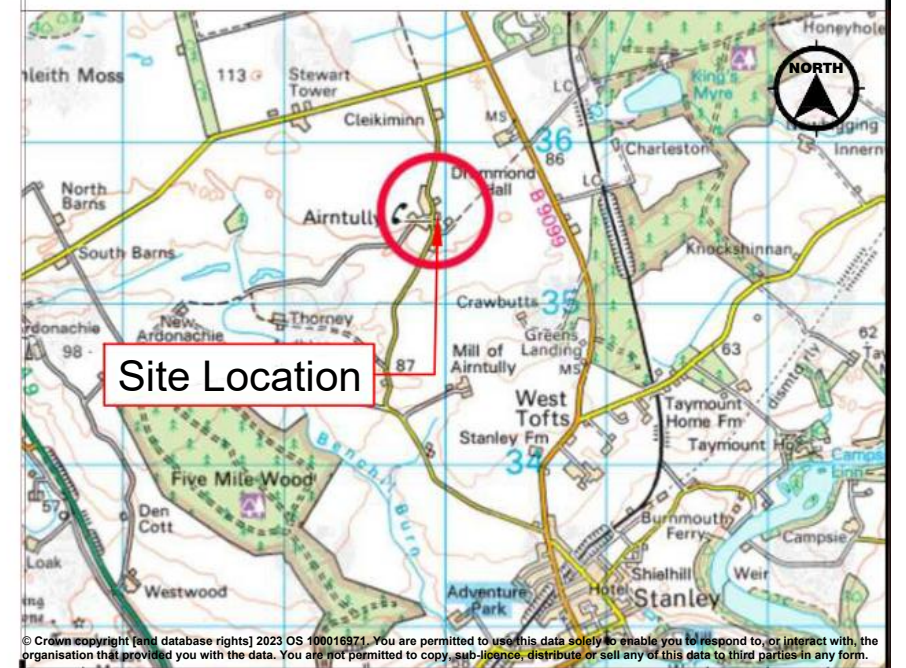 Honeyhole
Moss
113
Stewart
Tower
LC
King's
Myre
NORTH
Cleikiminn
MS
36
86
Charleston
Innern
North
Barns
LC
Airntully
B 9099
South Barns
Knockshinnan
Crawbutts
35
New
Ardonachie
Thorney
Greens
Landing
98
Site Location
87
Mill of
Airntully
MS
63
62
dismtd rly
West
Tofts
Taymount
Home Fm
Stanley Fm
34
Taymount
Five Mile Wood
Linn
Benchil Burn
57
Den
Cott
Burnmouth
Ferry
Campsie
Loak
Westwood
Adventure
Park
Hotel
Shielhill
Weir
Stanley
© Crown copyright [and database rights] 2023 OS 100016971. You are permitted to use this data solely to enable you to respond to, or interact with, the
organisation that provided you with the data. You are not permitted to copy, sub-licence, distribute or sell any of this data to third parties in any form.